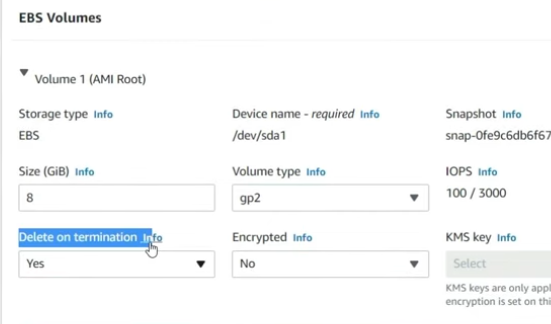 EBS Volumes
Volume 1 (AMI Root)
Storage type Info
Device name - required Info
Snapshot Info
EBS
/dev/sda1
snap-0fe9c6db6f67
Size (GiB) Info
Volume type Info
IOPS Info
8
gp2
100 / 3000
Delete on termination Info
Encrypted Info
KMS key Info
Yes
No
Select
KMS keys are only appl
encryption is set on thi